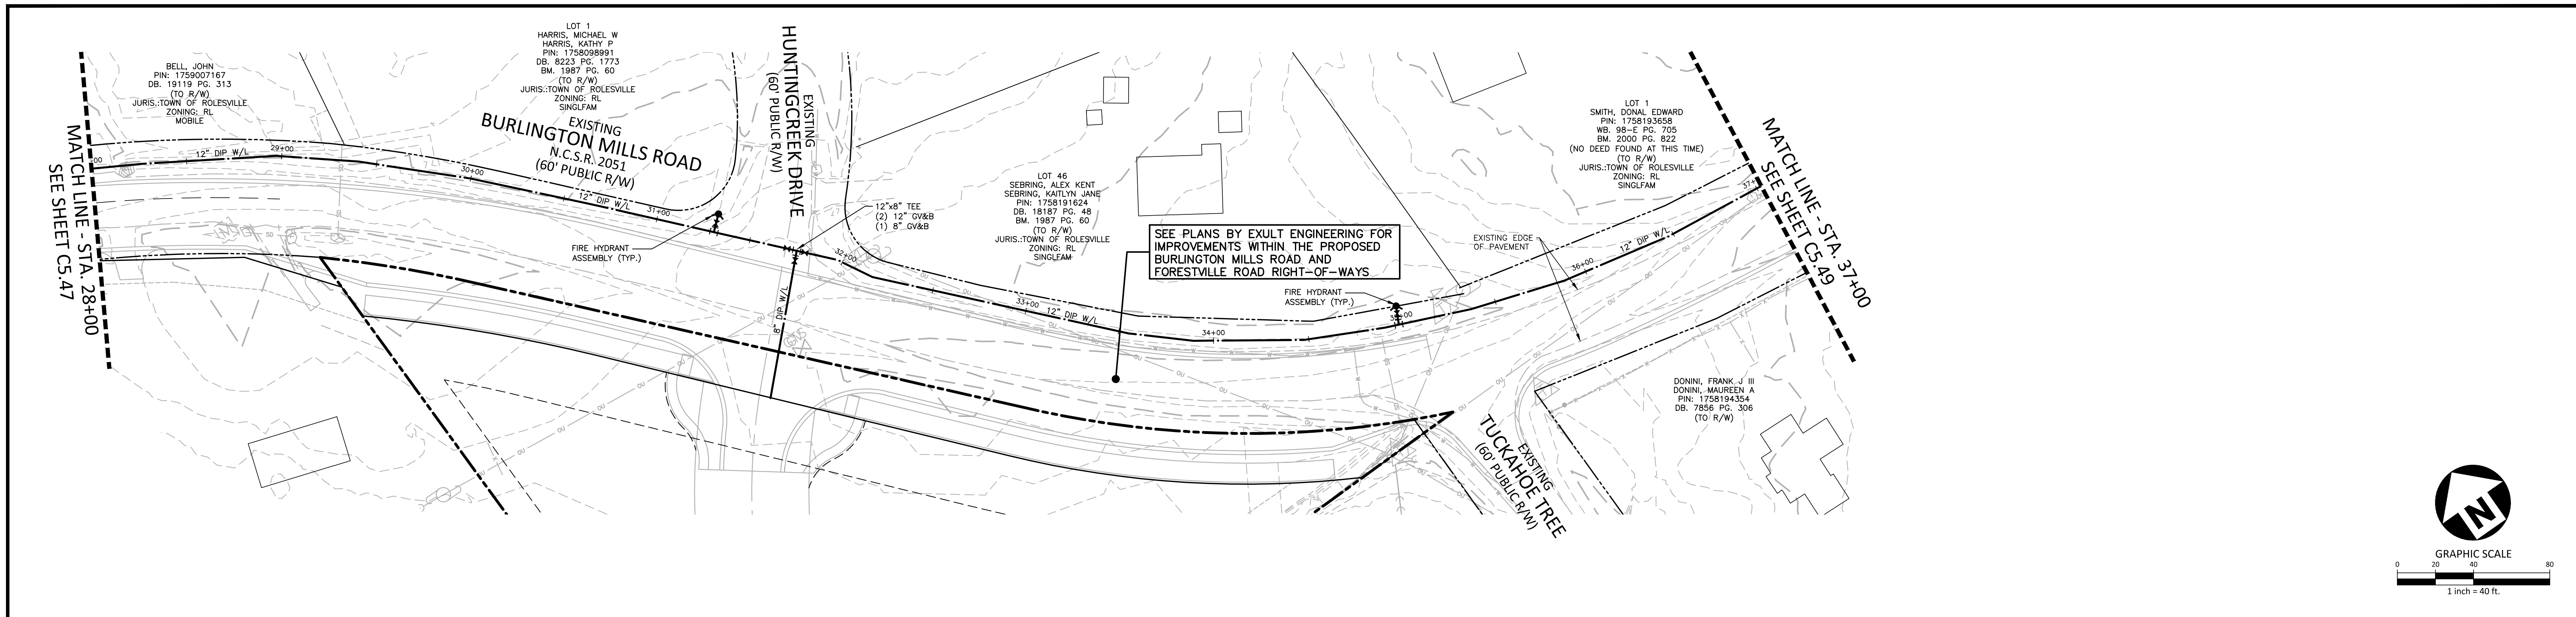 MATCH LINE - STA. 28+00
SEE SHEET C5.47
BELL, JOHN
PIN: 1759007167
DB. 19119 PG. 313
(TO R/W)
JURIS.:TOWN OF ROLESVILLE
ZONING: RL
MOBILE
12" DIP W/L
29+00
30+00
LOT 1
HARRIS, MICHAEL W
HARRIS, KATHY P
PIN: 1758098991
DB. 8223 PG. 1773
BM. 1987 PG. 60
(TO R/W)
JURIS.:TOWN OF ROLESVILLE
ZONING: RL
SINGLFAM
EXISTING
BURLINGTON MILLS ROAD
N.C.S.R. 2051
(60' PUBLIC R/W)
12" DIP W/L
31+00
FIRE HYDRANT
ASSEMBLY (TYP.)
EXISTING
HUNTINGCREEK DRIVE
(60' PUBLIC R/W)
12"x8" TEE
(2) 12" GV&B
(1) 8" GV&B
32+00
8" DIP W/L
LOT 46
SEBRING, ALEX KENT
SEBRING, KAITLYN JANE
PIN: 1758191624
DB. 18187 PG. 48
BM. 1987 PG. 60
(TO R/W)
JURIS.:TOWN OF ROLESVILLE
ZONING: RL
SINGLFAM
33+00
12" DIP W/L
SEE PLANS BY EXULT ENGINEERING FOR
IMPROVEMENTS WITHIN THE PROPOSED
BURLINGTON MILLS ROAD AND
FORESTVILLE ROAD RIGHT-OF-WAYS
34+00
FIRE HYDRANT
ASSEMBLY (TYP.)
EXISTING EDGE
OF PAVEMENT
36+00
12" DIP W/L
LOT 1
SMITH, DONAL EDWARD
PIN: 1758193658
WB. 98-E PG. 705
BM. 2000 PG. 822
(NO DEED FOUND AT THIS TIME)
(TO R/W)
JURIS.:TOWN OF ROLESVILLE
ZONING: RL
SINGLFAM
MATCH LINE - STA. 37+00
SEE SHEET C5.49
EXISTING
TUCKAHOE TREE
(60' PUBLIC R/W)
DONINI, FRANK J III
DONINI, MAUREEN A
PIN: 1758194354
DB. 7856 PG. 306
(TO R/W)
N
GRAPHIC SCALE
0 20 40 80
1 inch = 40 ft.